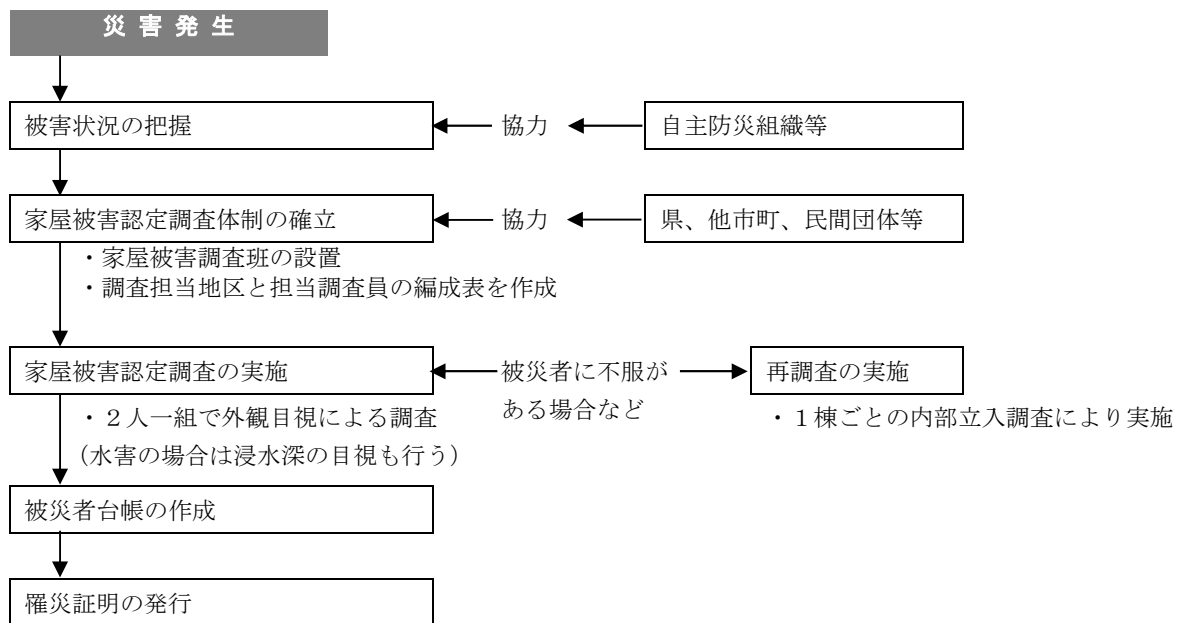 災 害 発 生
被害状況の把握
協力
自主防災組織等
家屋被害認定調査体制の確立
協力
県、他市町、民間団体等
・家屋被害調査班の設置
・調査担当地区と担当調査員の編成表を作成
家屋被害認定調査の実施
被災者に不服が
ある場合など
再調査の実施
・２人一組で外観目視による調査
（水害の場合は浸水深の目視も行う）
・１棟ごとの内部立入調査により実施
被災者台帳の作成
罹災証明の発行